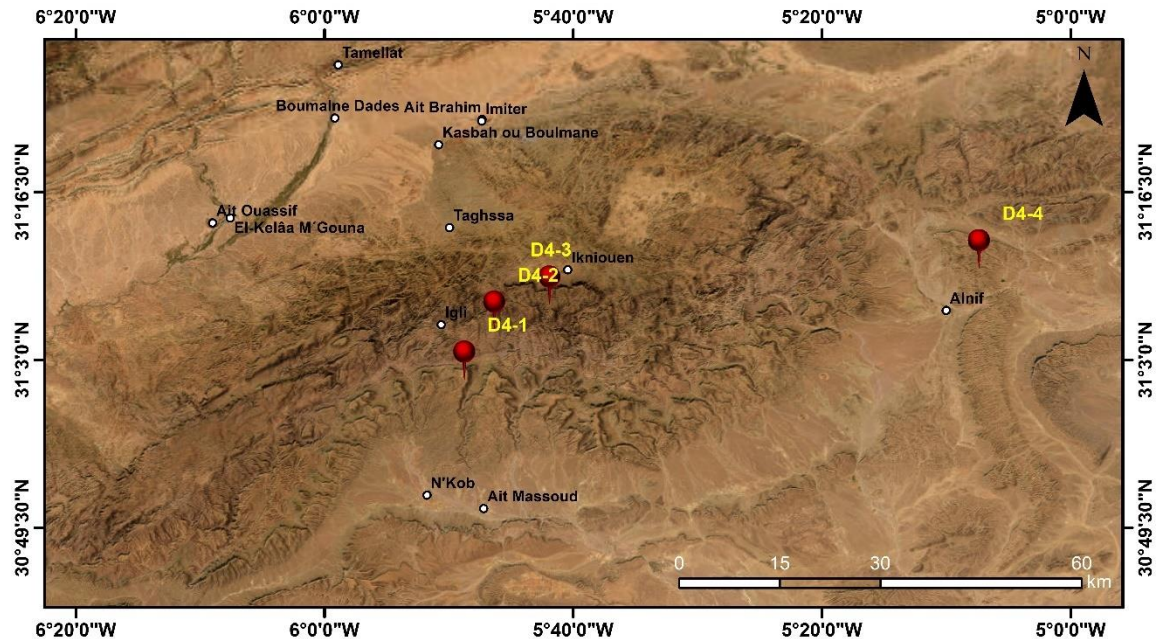 6°20'0"W 6°00'0"W 5°40'0"W 5°20'0"W 5°0'0"W
N
Tamellat
Boumalne Dades Ait Brahim Imiter
Kasbah ou Boulmane
31°16'30"N 31°16'30"N
Ait Ouassif
El-Kelâa M´Gouna
Taghssa
D4-4
D4-3
Ikniouen
D4-2
Alnif
Igli
D4-1
31°3'0"N 31°3'0"N
N'Kob
Ait Massoud
30°49'30"N 30°49'30"N
0 15 30 60
km
6°20'0"W 6°00'0"W 5°40'0"W 5°20'0"W 5°0'0"W